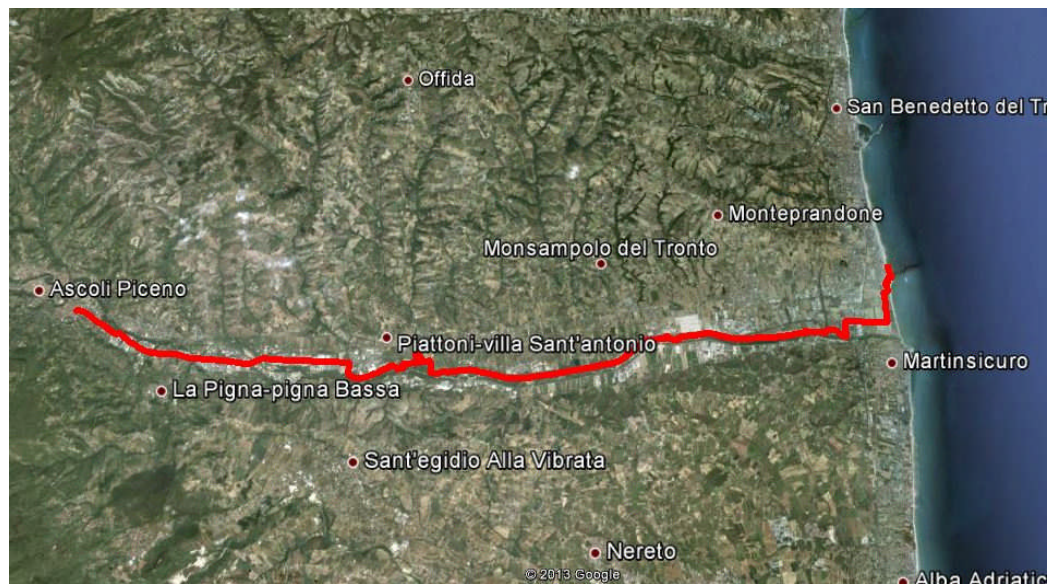 Offida
San Benedetto del Tr
Monteprandone
Monsampolo del Tronto
Ascoli Piceno
Piattoni-villa Sant'antonio
Martinsicuro
La Pigna-pigna Bassa
Sant'egidio Alla Vibrata
Nereto
© 2013 Google
Alba Adriatic